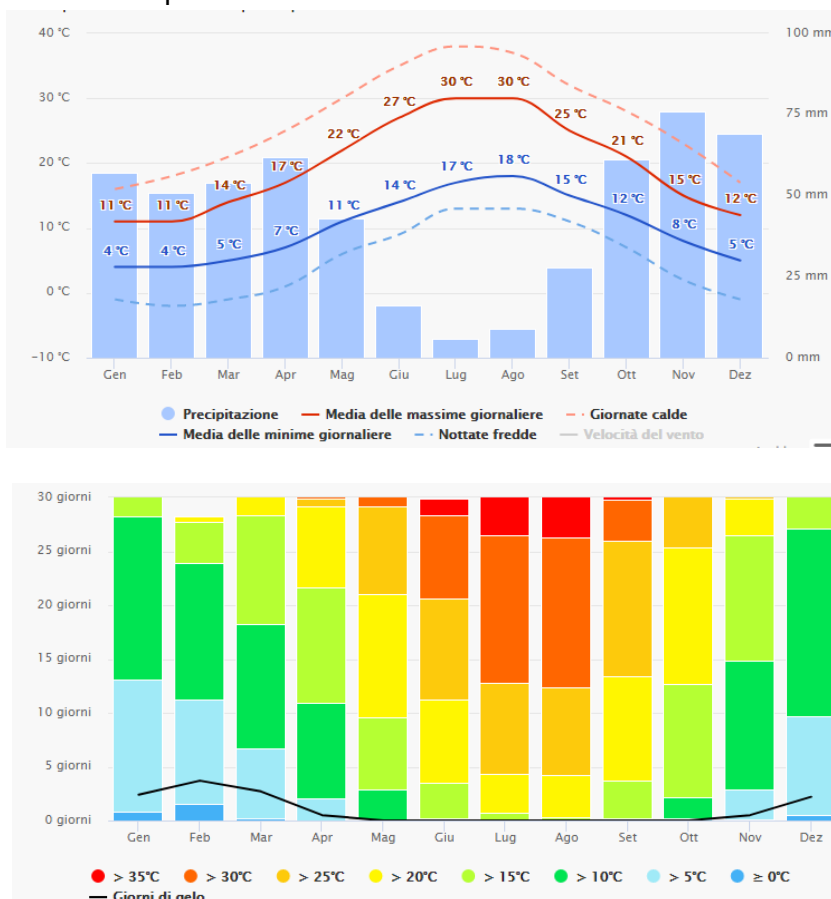 40 °C 100 mm
30 °C 75 mm
20 °C 50 mm
10 °C 25 mm
0 °C
-10 °C 0 mm
11 °C 11 °C 14 °C 17 °C 22 °C 27 °C 30 °C 30 °C 25 °C 21 °C 15 °C 12 °C
4 °C 4 °C 5 °C 7 °C 11 °C 14 °C 17 °C 18 °C 15 °C 12 °C 8 °C 5 °C
Gen Feb Mar Apr Mag Giu Lug Ago Set Ott Nov Dez
Precipitazione Media delle massime giornaliere Giornate calde
Media delle minime giornaliere Nottate fredde Velocità del vento
30 giorni
25 giorni
20 giorni
15 giorni
10 giorni
5 giorni
0 giorni
Gen Feb Mar Apr Mag Giu Lug Ago Set Ott Nov Dez
> 35°C > 30°C > 25°C > 20°C > 15°C > 10°C > 5°C ≥ 0°C
Giorni di gelo